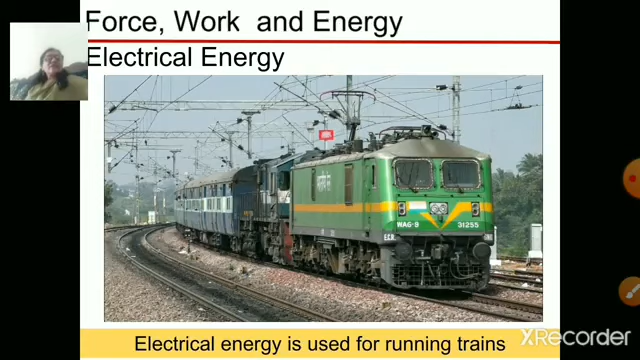 Force, Work and Energy
Electrical Energy
WAG-9 31255
Electrical energy is used for running trains
XRecorder